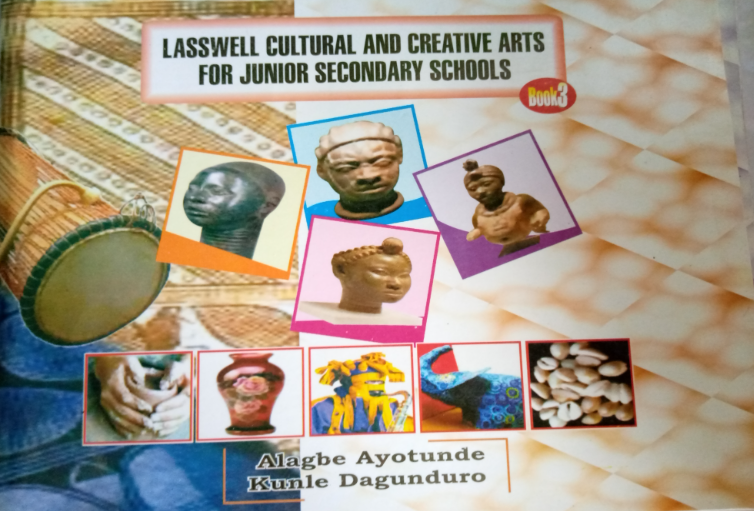 LASSWELL CULTURAL AND CREATIVE ARTS
FOR JUNIOR SECONDARY SCHOOLS
Book3
Alagbe Ayotunde
Kunle Dagunduro